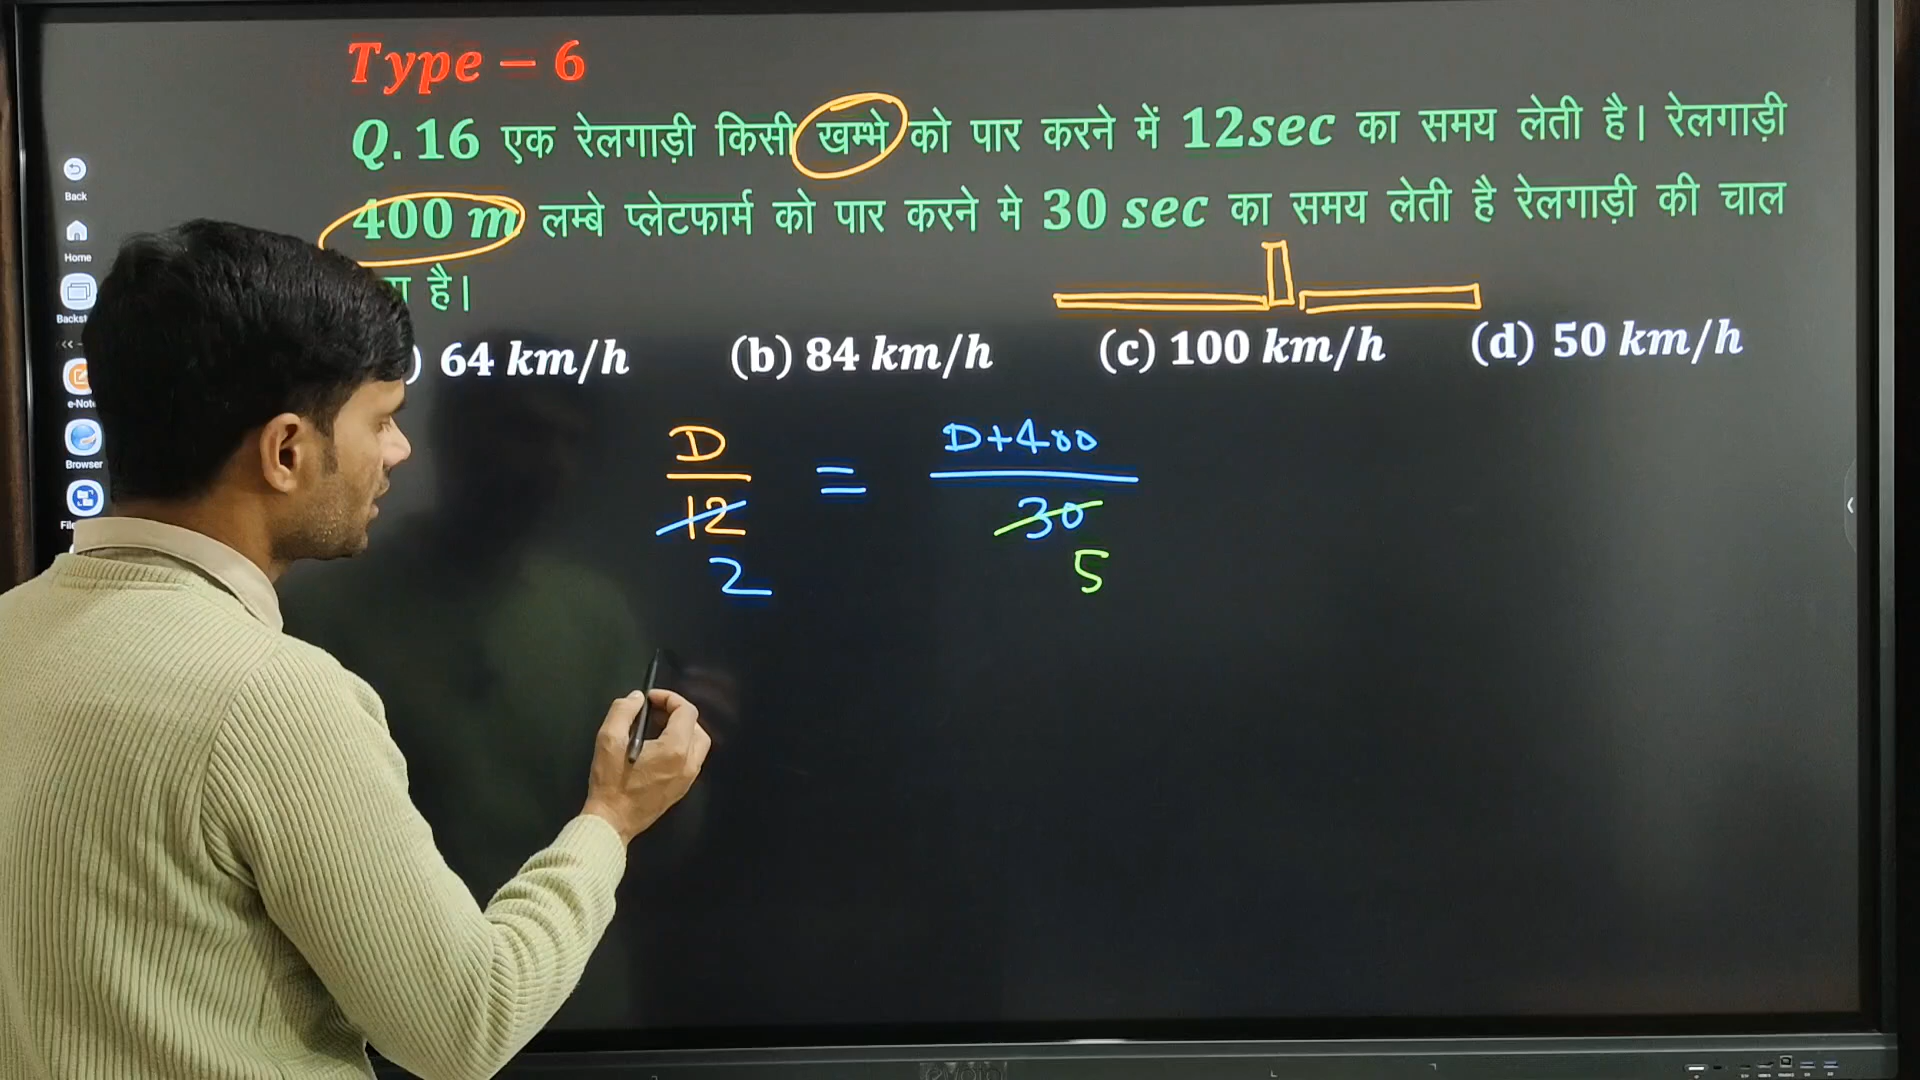 Type – 6
Q. 16 एक रेलगाड़ी किसी खम्भे को पार करने में 12sec का समय लेती है। रेलगाड़ी
400 m लम्बे प्लेटफार्म को पार करने मे 30 sec का समय लेती है रेलगाड़ी की चाल
है।
) 64 km/h (b) 84 km/h (c) 100 km/h (d) 50 km/h
D = D+400
12 30
2 5
Back
Home
e-Note
Browser